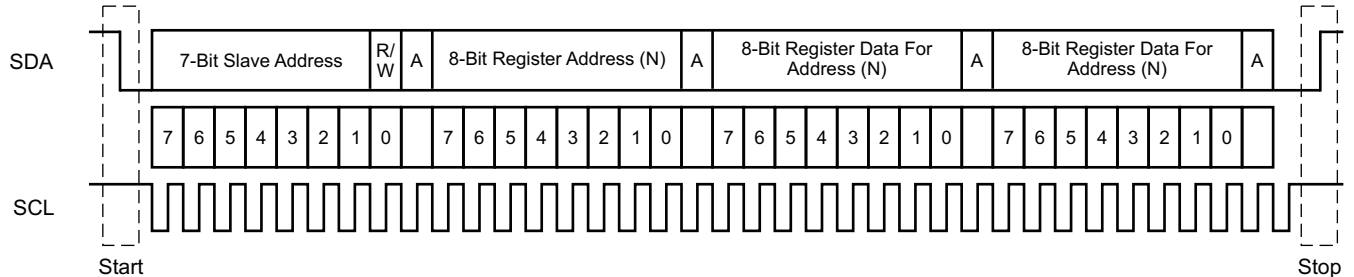 SDA
7-Bit Slave Address
R/
W
A
8-Bit Register Address (N)
A
8-Bit Register Data For
Address (N)
A
8-Bit Register Data For
Address (N)
A
7 6 5 4 3 2 1 0 7 6 5 4 3 2 1 0 7 6 5 4 3 2 1 0 7 6 5 4 3 2 1 0
SCL
Start
Stop